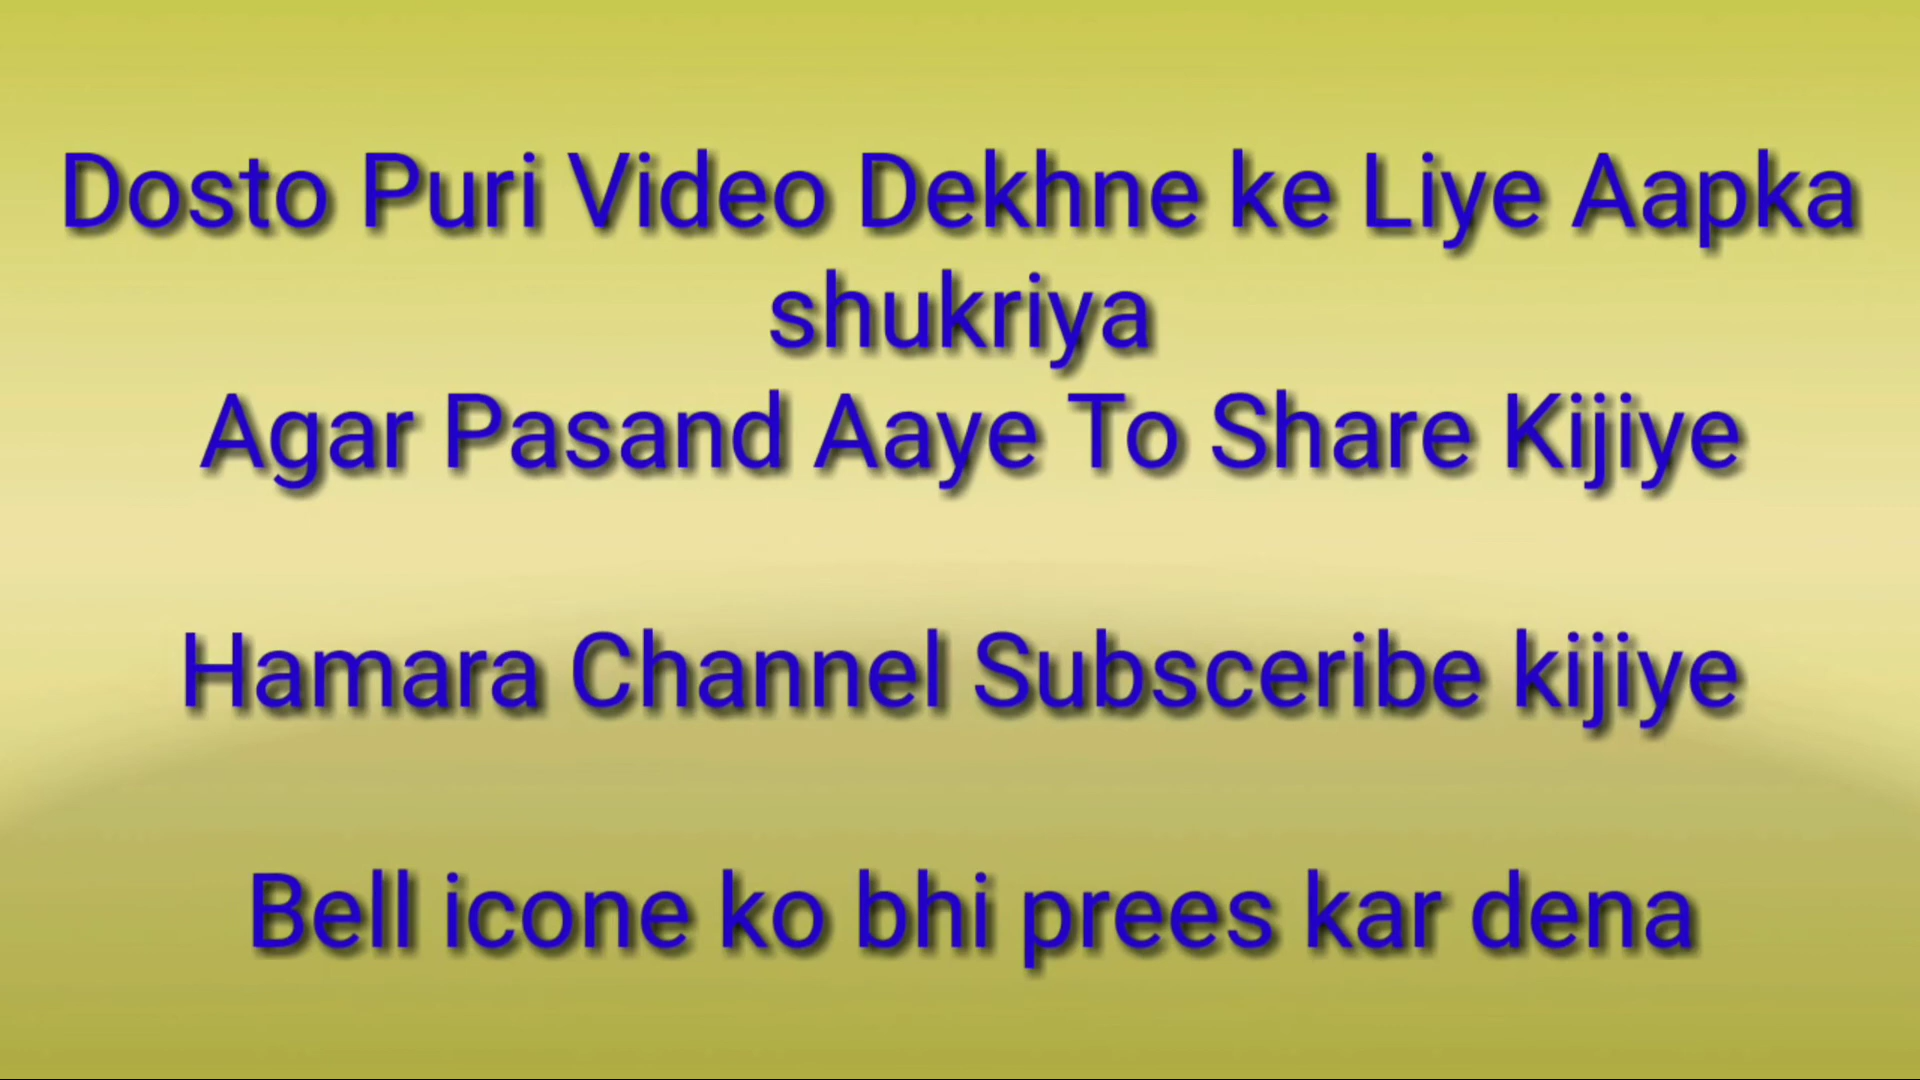 Dosto Puri Video Dekhne ke Liye Aapka
shukriya
Agar Pasand Aaye To Share Kijiye
Hamara Channel Subsceribe kijiye
Bell icone ko bhi prees kar dena